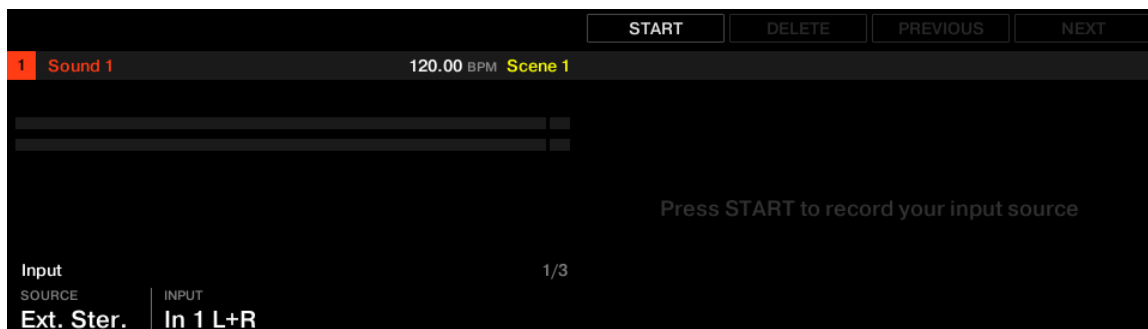 START DELETE PREVIOUS NEXT
1 Sound 1 120.00 BPM Scene 1
Press START to record your input source
Input 1/3
SOURCE INPUT
Ext. Ster. In 1 L+R